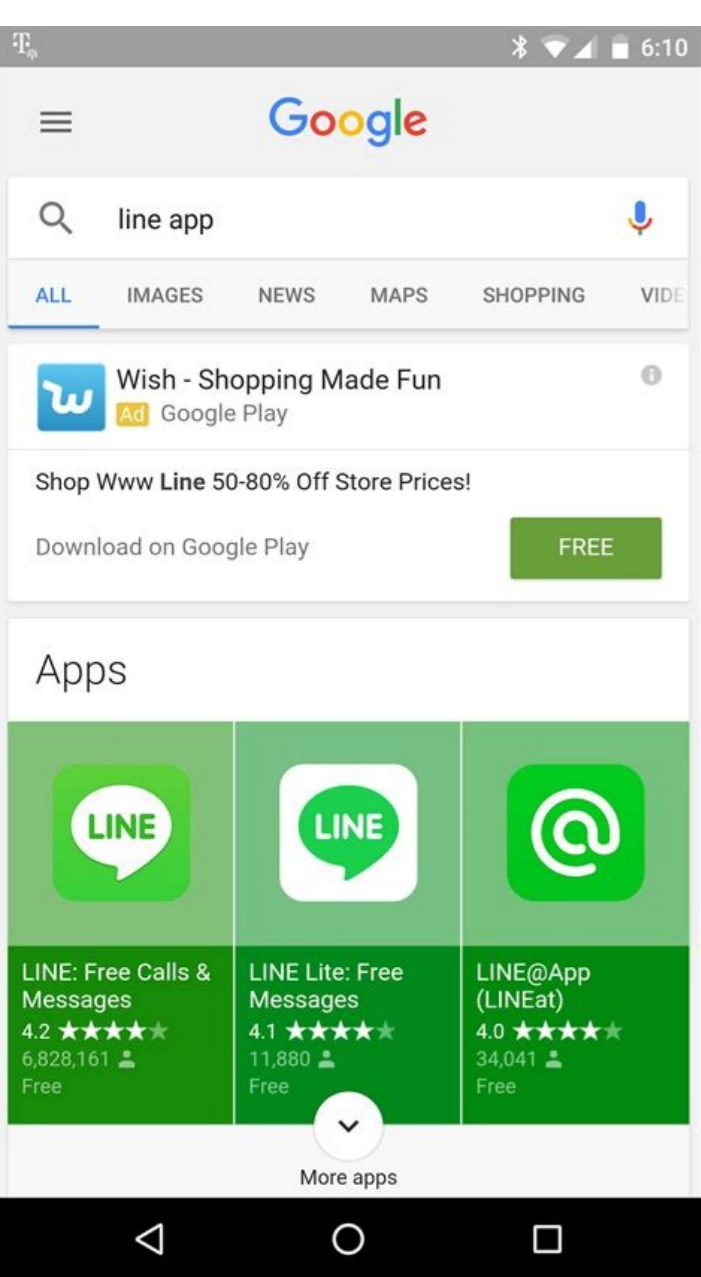 6:10
Google
line app
ALL IMAGES NEWS MAPS SHOPPING VIDE
Wish - Shopping Made Fun
Ad Google Play
Shop Www Line 50-80% Off Store Prices!
Download on Google Play
FREE
Apps
LINE
LINE: Free Calls &
Messages
4.2
6,828,161
Free
LINE
LINE Lite: Free
Messages
4.1
11,880
Free
@
LINE@App
(LINEat)
4.0
34,041
Free
More apps